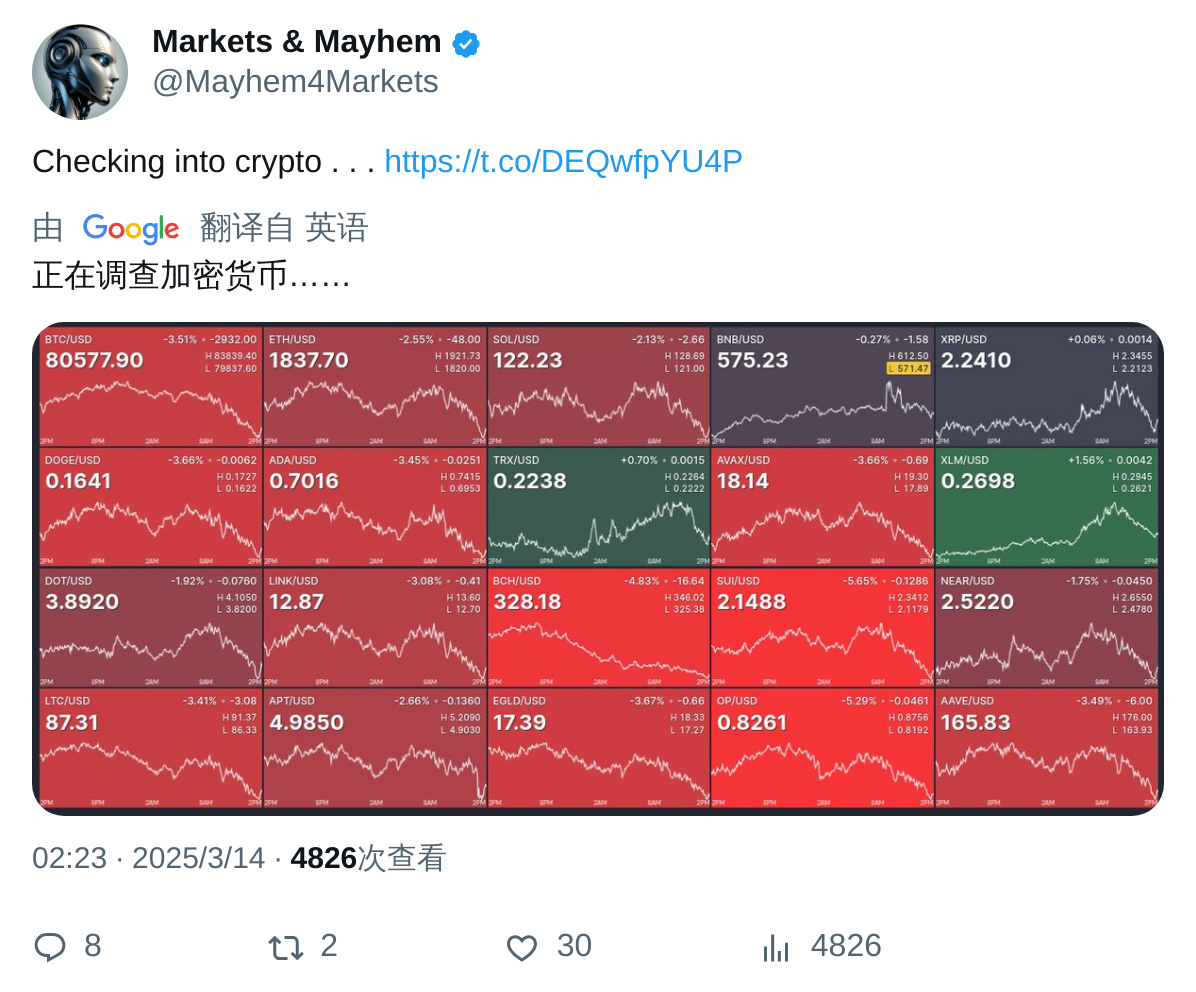 Markets & Mayhem
@Mayhem4Markets
Checking into crypto . . . https://t.co/DEQwfpYU4P
由 Google 翻译自 英语
正在调查加密货币……
BTC/USD -3.51% • -2932.00
80577.90 H 83839.40
L 79837.60
2PM 8PM 2AM 8AM 2PM
ETH/USD -2.55% • -48.00
1837.70 H 1921.73
L 1820.00
2PM 8PM 2AM 8AM 2PM
SOL/USD -2.13% • -2.66
122.23 H 128.69
L 121.00
2PM 8PM 2AM 8AM 2PM
BNB/USD -0.27% • -1.58
575.23 H 612.50
L 571.47
2PM 8PM 2AM 8AM 2PM
XRP/USD +0.06% • 0.0014
2.2410 H 2.3455
L 2.2123
2PM 8PM 2AM 8AM 2PM
DOGE/USD -3.66% • -0.0062
0.1641 H 0.1727
L 0.1622
2PM 8PM 2AM 8AM 2PM
ADA/USD -3.45% • -0.0251
0.7016 H 0.7415
L 0.6953
2PM 8PM 2AM 8AM 2PM
TRX/USD +0.70% • 0.0015
0.2238 H 0.2264
L 0.2222
2PM 8PM 2AM 8AM 2PM
AVAX/USD -3.66% • -0.69
18.14 H 19.30
L 17.89
2PM 8PM 2AM 8AM 2PM
XLM/USD +1.56% • 0.0042
0.2698 H 0.2945
L 0.2621
2PM 8PM 2AM 8AM 2PM
DOT/USD -1.92% • -0.0760
3.8920 H 4.1050
L 3.8200
2PM 8PM 2AM 8AM 2PM
LINK/USD -3.08% • -0.41
12.87 H 13.60
L 12.70
2PM 8PM 2AM 8AM 2PM
BCH/USD -4.83% • -16.64
328.18 H 346.02
L 325.38
2PM 8PM 2AM 8AM 2PM
SUI/USD -5.65% • -0.1286
2.1488 H 2.3412
L 2.1179
2PM 8PM 2AM 8AM 2PM
NEAR/USD -1.75% • -0.0450
2.5220 H 2.6550
L 2.4780
2PM 8PM 2AM 8AM 2PM
LTC/USD -3.41% • -3.08
87.31 H 91.37
L 86.33
2PM 8PM 2AM 8AM 2PM
APT/USD -2.66% • -0.1360
4.9850 H 5.2090
L 4.9030
2PM 8PM 2AM 8AM 2PM
EGLD/USD -3.67% • -0.66
17.39 H 18.33
L 17.27
2PM 8PM 2AM 8AM 2PM
OP/USD -5.29% • -0.0461
0.8261 H 0.8756
L 0.8192
2PM 8PM 2AM 8AM 2PM
AAVE/USD -3.49% • -6.00
165.83 H 176.00
L 163.93
2PM 8PM 2AM 8AM 2PM
02:23 · 2025/3/14 · 4826次查看
8 2 30 4826